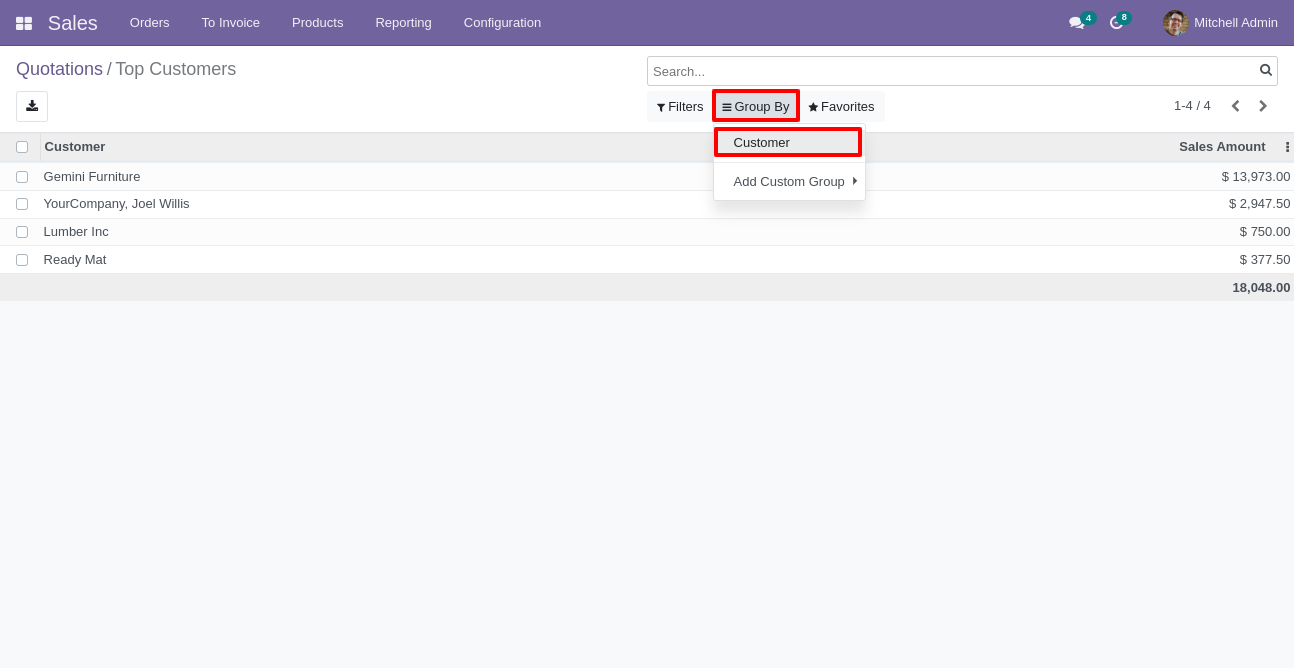 Sales Orders To Invoice Products Reporting Configuration 4 8 Mitchell Admin
Quotations / Top Customers
Search...
Filters Group By Favorites 1-4 / 4
Customer
Add Custom Group
Customer Sales Amount
Gemini Furniture $ 13,973.00
YourCompany, Joel Willis $ 2,947.50
Lumber Inc $ 750.00
Ready Mat $ 377.50
18,048.00